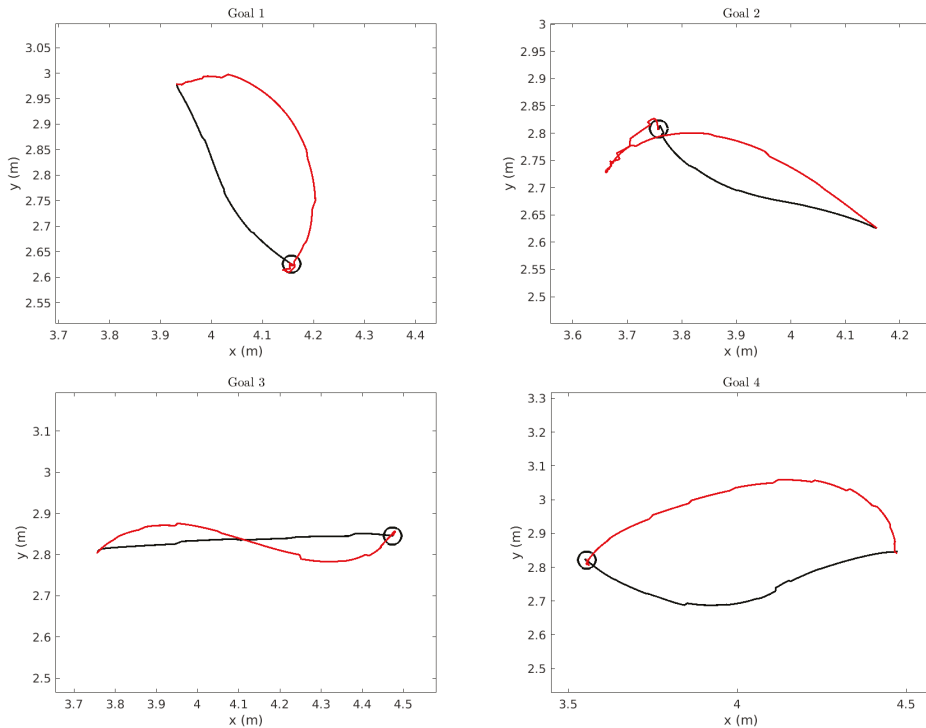 Goal 1
3.05
3
2.95
2.9
2.85
2.8
2.75
2.7
2.65
2.6
2.55
y (m)
3.7 3.8 3.9 4 4.1 4.2 4.3 4.4
x (m)
Goal 2
3
2.95
2.9
2.85
2.8
2.75
2.7
2.65
2.6
2.55
2.5
y (m)
3.6 3.7 3.8 3.9 4 4.1 4.2
x (m)
Goal 3
3.1
3
2.9
2.8
2.7
2.6
2.5
y (m)
3.7 3.8 3.9 4 4.1 4.2 4.3 4.4 4.5
x (m)
Goal 4
3.3
3.2
3.1
3
2.9
2.8
2.7
2.6
2.5
y (m)
3.5 4 4.5
x (m)